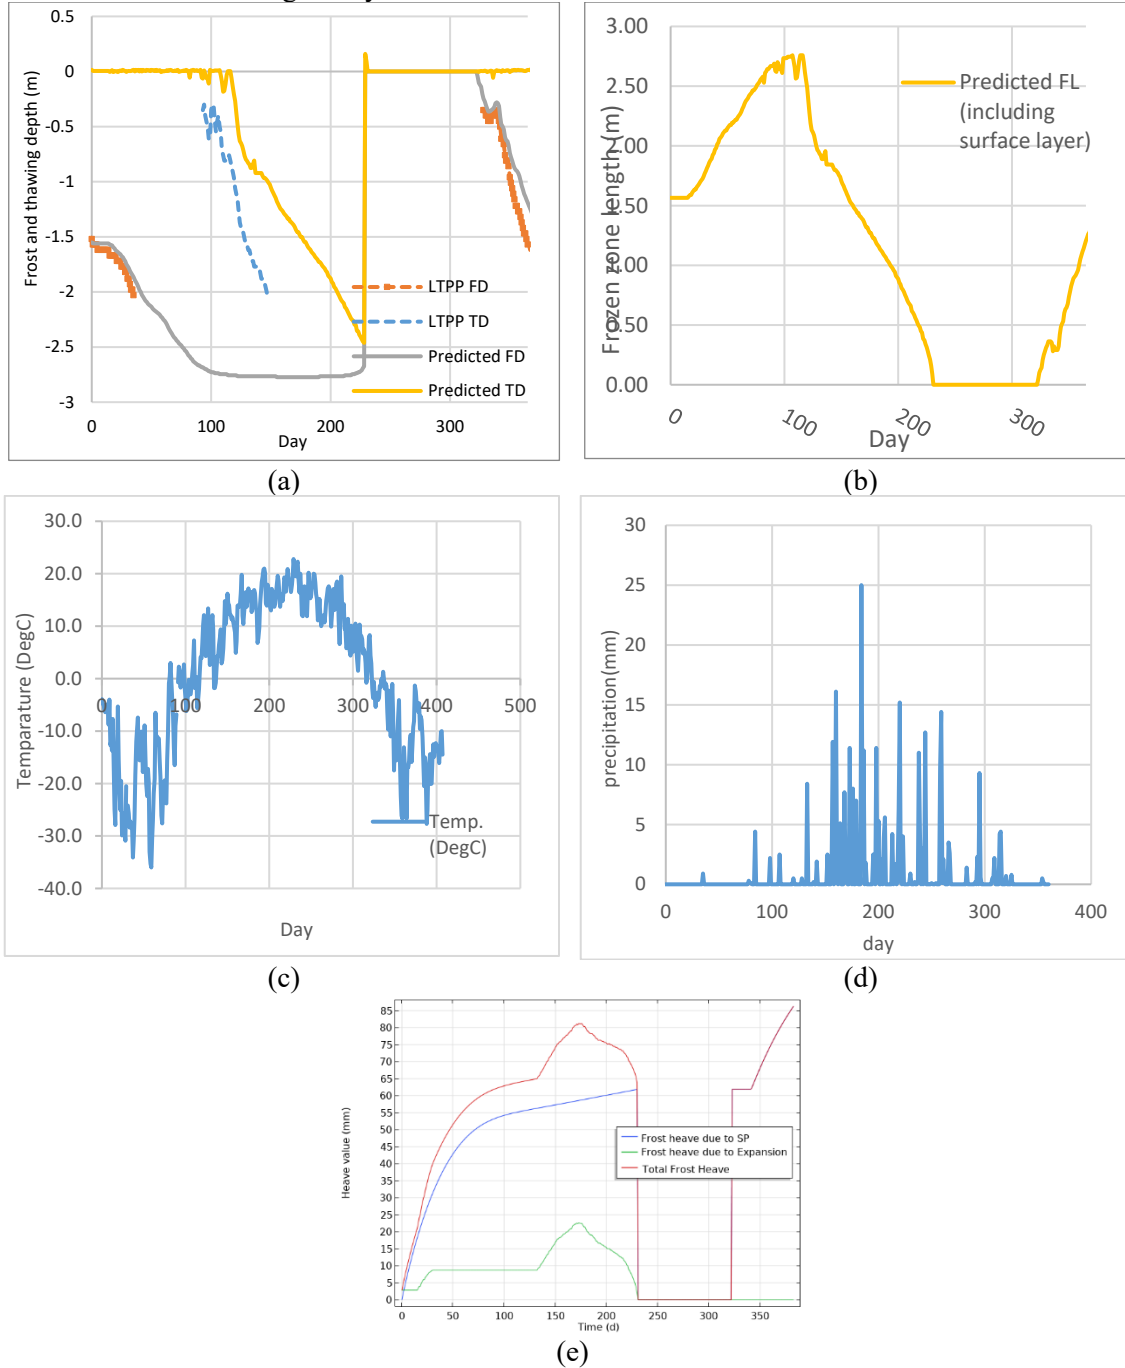 0.5
0
-0.5
-1
-1.5
-2
-2.5
-3
Frost and thawing depth (m)
LTPP FD
LTPP TD
Predicted FD
Predicted TD
0 100 200 300
Day
(a)
3.00
2.50
2.00
1.50
1.00
0.50
0.00
Frozen zone length (m)
Predicted FL
(including
surface layer)
0 100 200 300
Day
(b)
30.0
20.0
10.0
0.0
-10.0
-20.0
-30.0
-40.0
Temparature (DegC)
0 100 200 300 400 500
Temp.
(DegC)
Day
(c)
30
25
20
15
10
5
0
precipitation(mm)
0 100 200 300 400
day
(d)
85
80
75
70
65
60
55
50
45
40
35
30
25
20
15
10
5
0
Heave value (mm)
Frost heave due to SP
Frost heave due to Expansion
Total Frost Heave
0 50 100 150 200 250 300 350
Time (d)
(e)